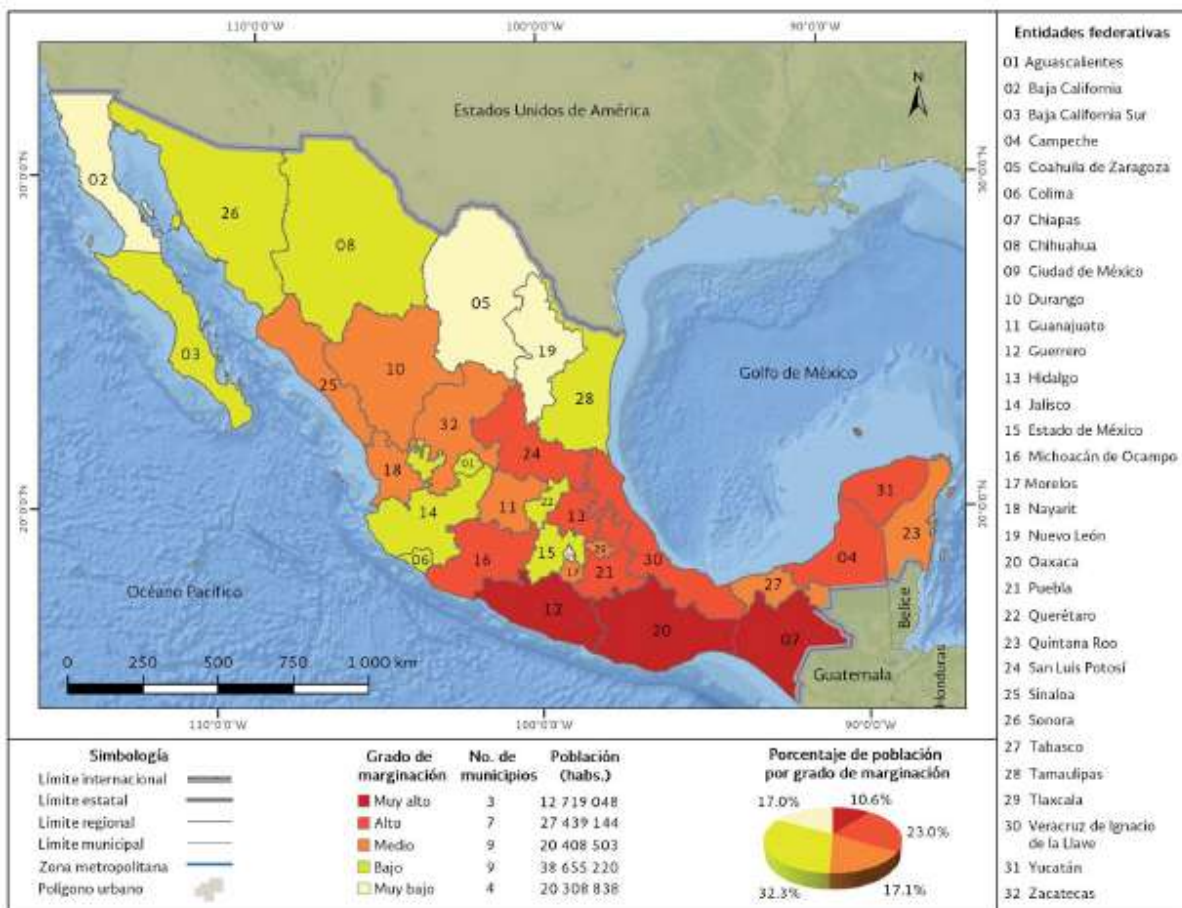 110°0'0"W 100°0'0"W 90°0'0"W
Estados Unidos de América
N
30°0'0"N
30°0'0"N
02
26
08
05
03
19
Golfo de México
10
25
28
32
24
18
01
31
20°0'0"N
20°0'0"N
14
11
22
13
23
06
16
15
29
17
21
30
04
27
Océano Pacífico
12
20
07
Belice
Guatemala
Honduras
0 250 500 750 1 000 km
110°0'0"W 100°0'0"W 90°0'0"W
Entidades federativas
01 Aguascalientes
02 Baja California
03 Baja California Sur
04 Campeche
05 Coahuila de Zaragoza
06 Colima
07 Chiapas
08 Chihuahua
09 Ciudad de México
10 Durango
11 Guanajuato
12 Guerrero
13 Hidalgo
14 Jalisco
15 Estado de México
16 Michoacán de Ocampo
17 Morelos
18 Nayarit
19 Nuevo León
20 Oaxaca
21 Puebla
22 Querétaro
23 Quintana Roo
24 San Luis Potosí
25 Sinaloa
26 Sonora
27 Tabasco
28 Tamaulipas
29 Tlaxcala
30 Veracruz de Ignacio
de la Llave
31 Yucatán
32 Zacatecas
Simbología
Límite internacional
Límite estatal
Límite regional
Límite municipal
Zona metropolitana
Polígono urbano
Grado de No. de Población
marginación municipios (habs.)
Muy alto 3 12 719 048
Alto 7 27 439 144
Medio 9 20 408 503
Bajo 9 38 655 220
Muy bajo 4 20 308 838
Porcentaje de población
por grado de marginación
17.0% 10.6%
23.0%
32.3% 17.1%